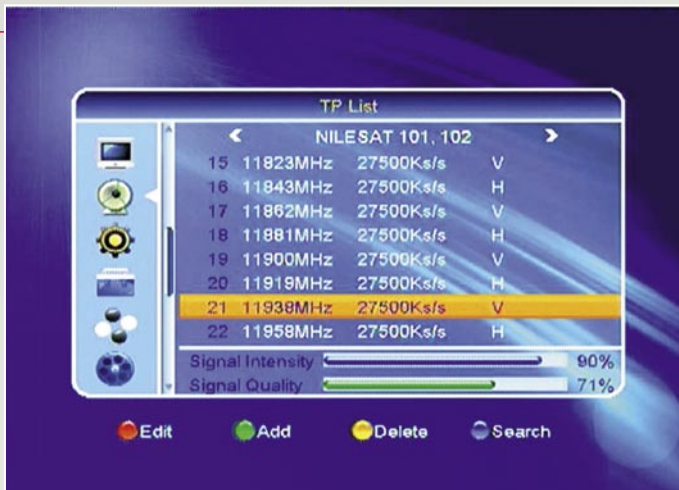 TP List
NILESAT 101, 102
15 11823MHz 27500Ks/s V
16 11843MHz 27500Ks/s H
17 11862MHz 27500Ks/s V
18 11881MHz 27500Ks/s H
19 11900MHz 27500Ks/s V
20 11919MHz 27500Ks/s H
21 11938MHz 27500Ks/s V
22 11958MHz 27500Ks/s H
Signal Intensity 90%
Signal Quality 71%
Edit Add Delete Search